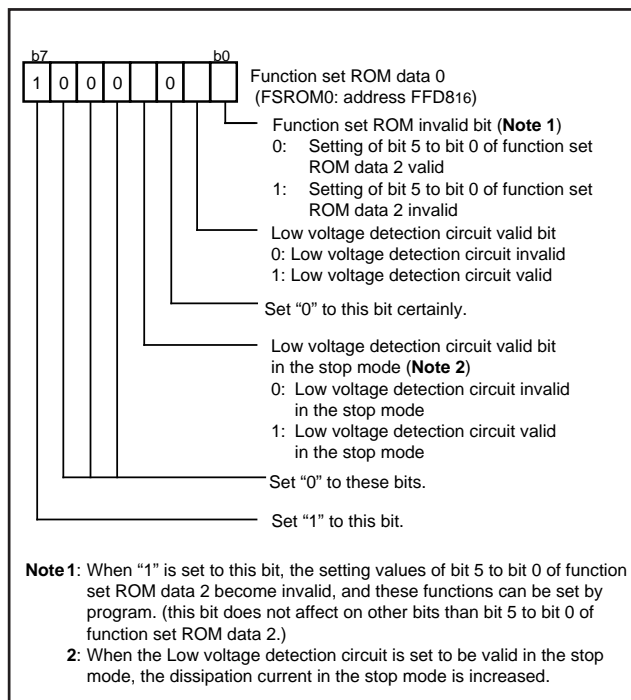 b7 b0
1 0 0 0 0
Function set ROM data 0
(FSROM0: address FFD816)
Function set ROM invalid bit (Note 1)
0: Setting of bit 5 to bit 0 of function set
ROM data 2 valid
1: Setting of bit 5 to bit 0 of function set
ROM data 2 invalid
Low voltage detection circuit valid bit
0: Low voltage detection circuit invalid
1: Low voltage detection circuit valid
Set “0” to this bit certainly.
Low voltage detection circuit valid bit
in the stop mode (Note 2)
0: Low voltage detection circuit invalid
in the stop mode
1: Low voltage detection circuit valid
in the stop mode
Set “0” to these bits.
Set “1” to this bit.
Note 1: When “1” is set to this bit, the setting values of bit 5 to bit 0 of function
set ROM data 2 become invalid, and these functions can be set by
program. (this bit does not affect on other bits than bit 5 to bit 0 of
function set ROM data 2.)
2: When the Low voltage detection circuit is set to be valid in the stop
mode, the dissipation current in the stop mode is increased.